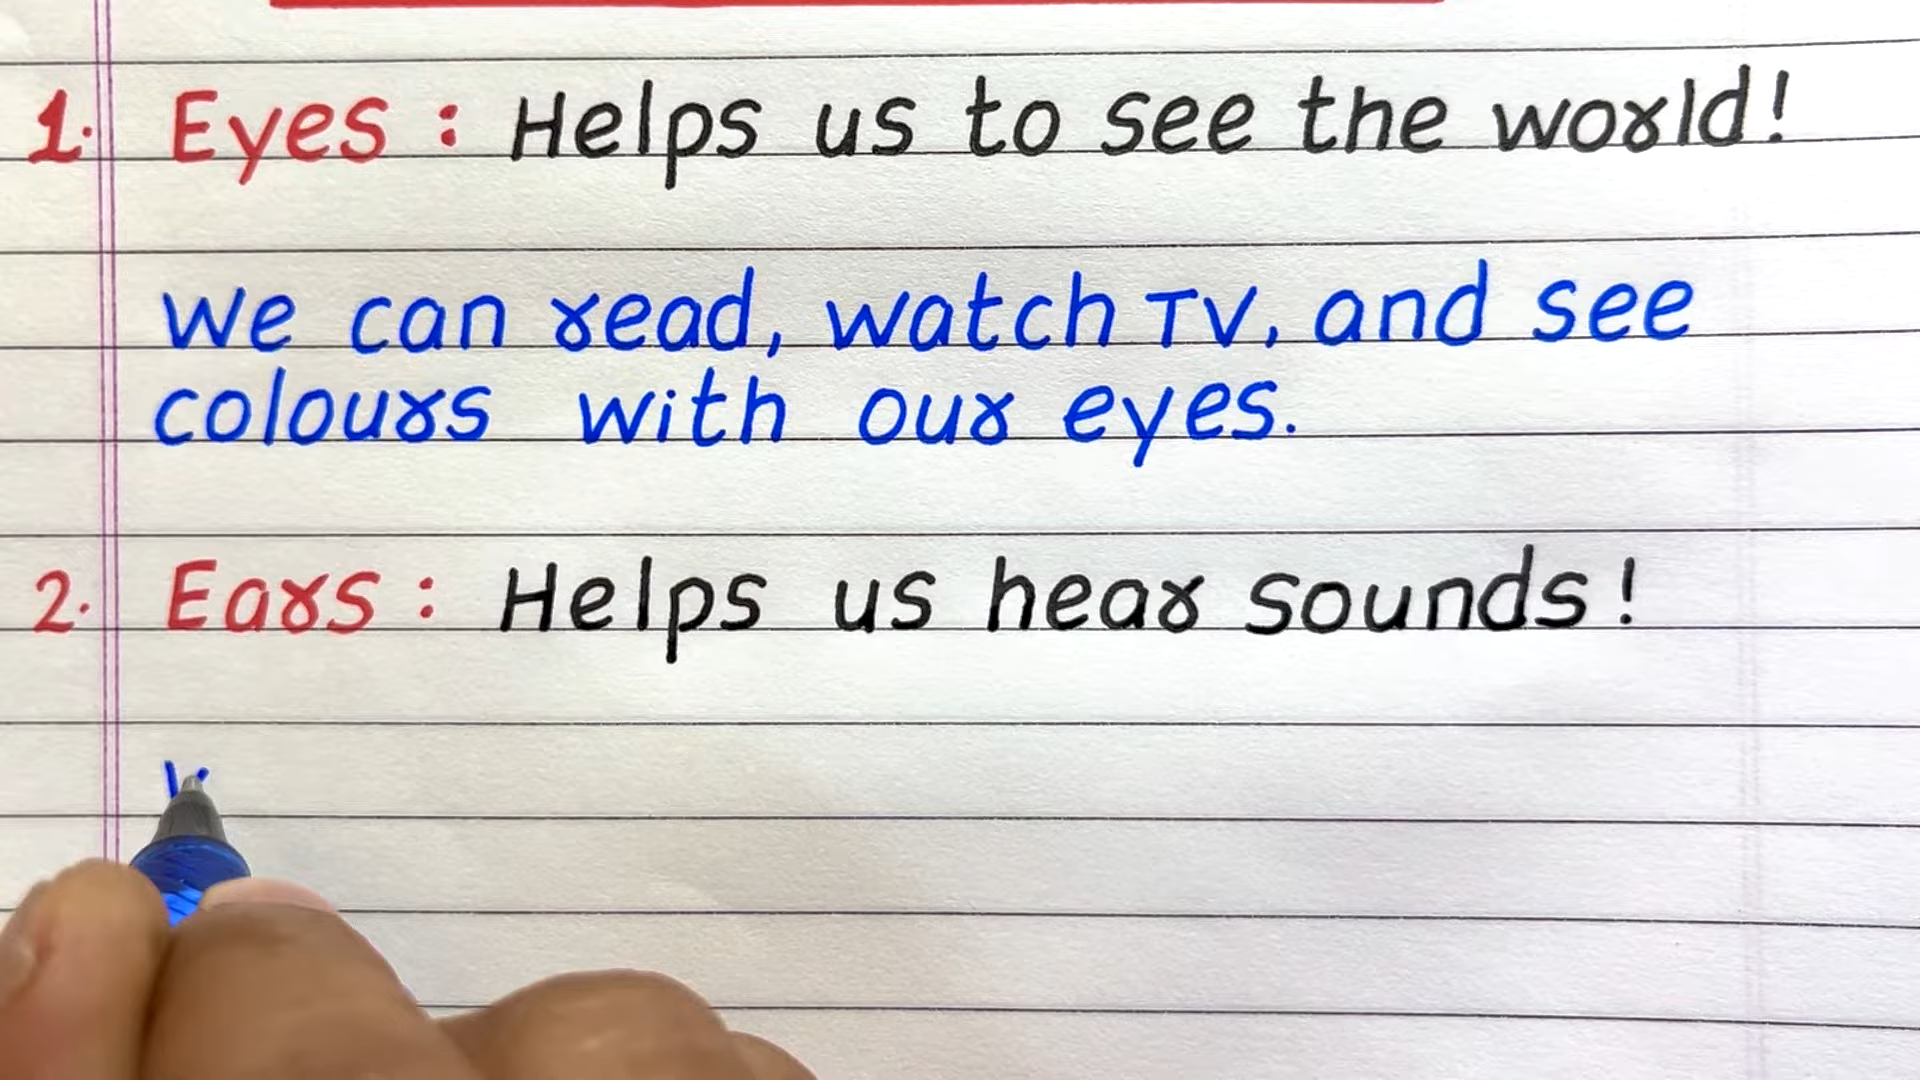 1. Eyes : Helps us to see the world!
We can read, watch TV, and see
colours with our eyes.
2. Ears : Helps us hear sounds!